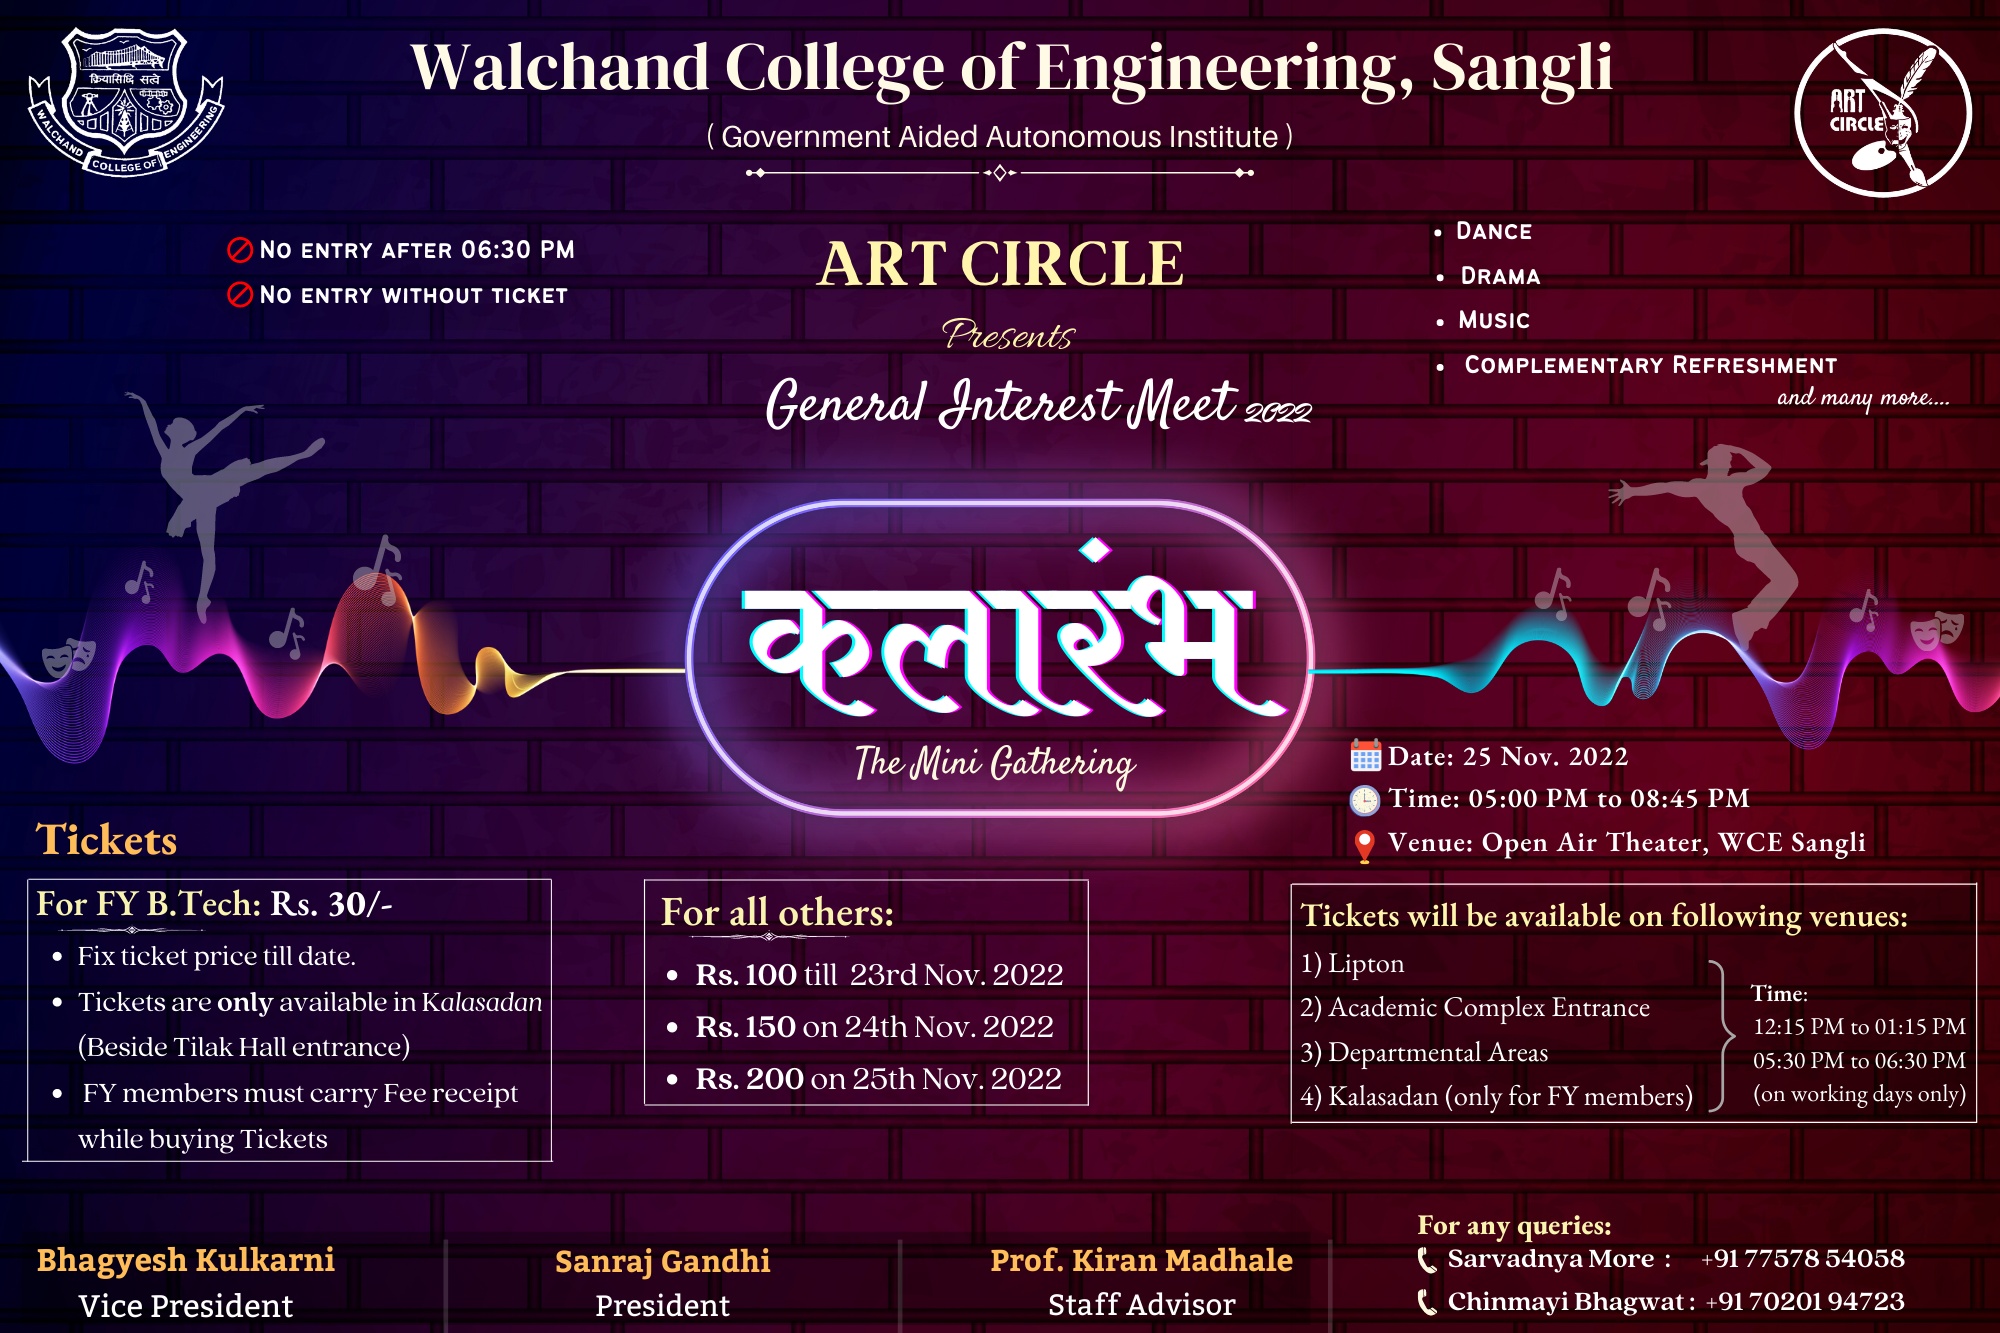 क्रियासिध्दि सत्वे
WALCHAND COLLEGE OF ENGINEERING
Walchand College of Engineering, Sangli
( Government Aided Autonomous Institute )
ART
CIRCLE
No entry after 06:30 PM
No entry without ticket
ART CIRCLE
Presents
General Interest Meet 2022
• Dance
• Drama
• Music
• Complementary Refreshment
and many more....
कलारंभ
The Mini Gathering
Date: 25 Nov. 2022
Time: 05:00 PM to 08:45 PM
Venue: Open Air Theater, WCE Sangli
Tickets
For FY B.Tech: Rs. 30/-
• Fix ticket price till date.
• Tickets are only available in Kalasadan
(Beside Tilak Hall entrance)
• FY members must carry Fee receipt
while buying Tickets
For all others:
• Rs. 100 till 23rd Nov. 2022
• Rs. 150 on 24th Nov. 2022
• Rs. 200 on 25th Nov. 2022
Tickets will be available on following venues:
1) Lipton
2) Academic Complex Entrance
3) Departmental Areas
4) Kalasadan (only for FY members)
Time:
12:15 PM to 01:15 PM
05:30 PM to 06:30 PM
(on working days only)
Bhagyesh Kulkarni
Vice President
Sanraj Gandhi
President
Prof. Kiran Madhale
Staff Advisor
For any queries:
Sarvadnya More : +91 77578 54058
Chinmayi Bhagwat : +91 70201 94723